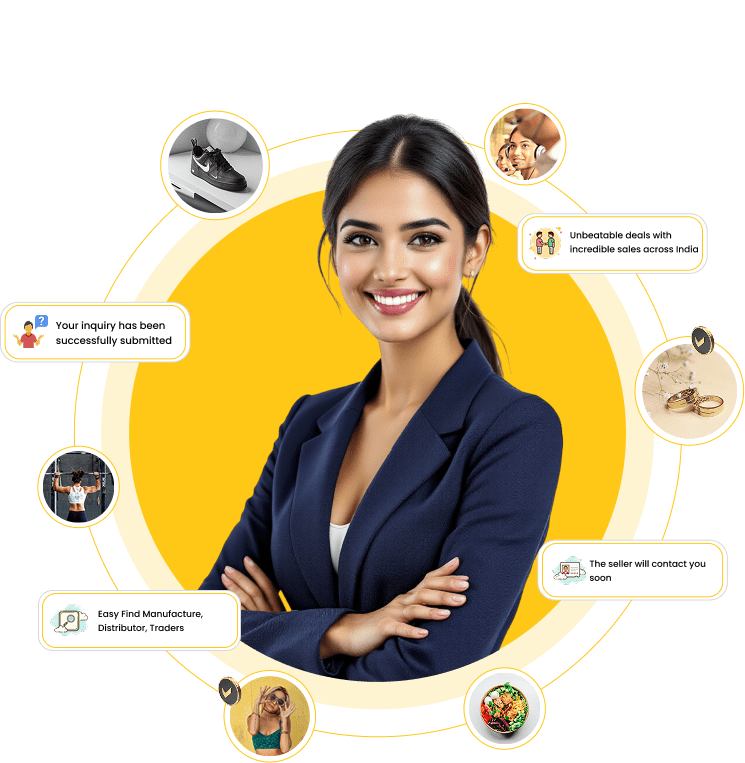 Unbeatable deals with
incredible sales across India
Your inquiry has been
successfully submitted
The seller will contact you
soon
Easy Find Manufacture,
Distributor, Traders